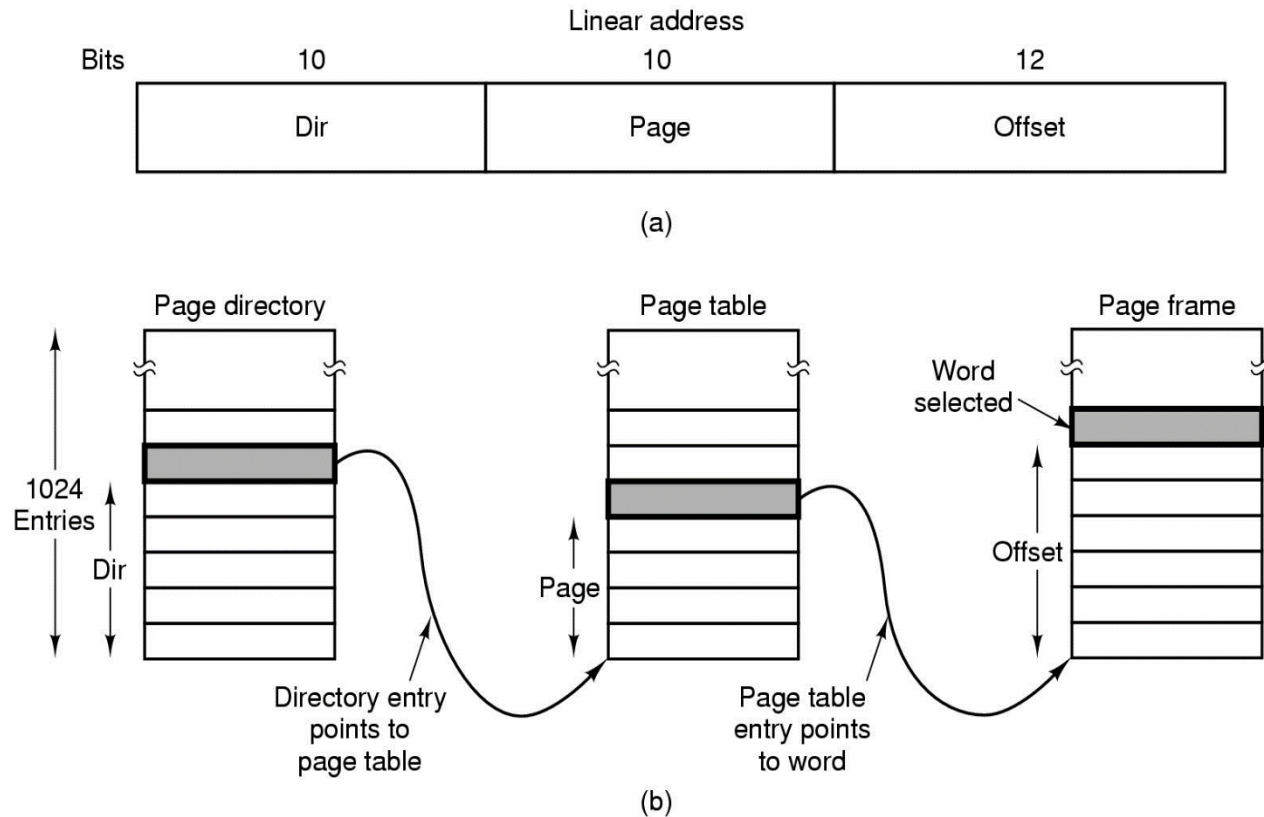 Linear address
Bits 10 10 12
Dir Page Offset
(a)
Page directory Page table Page frame
Word
selected
1024
Entries
Dir
Page
Offset
Directory entry
points to
page table
Page table
entry points
to word
(b)